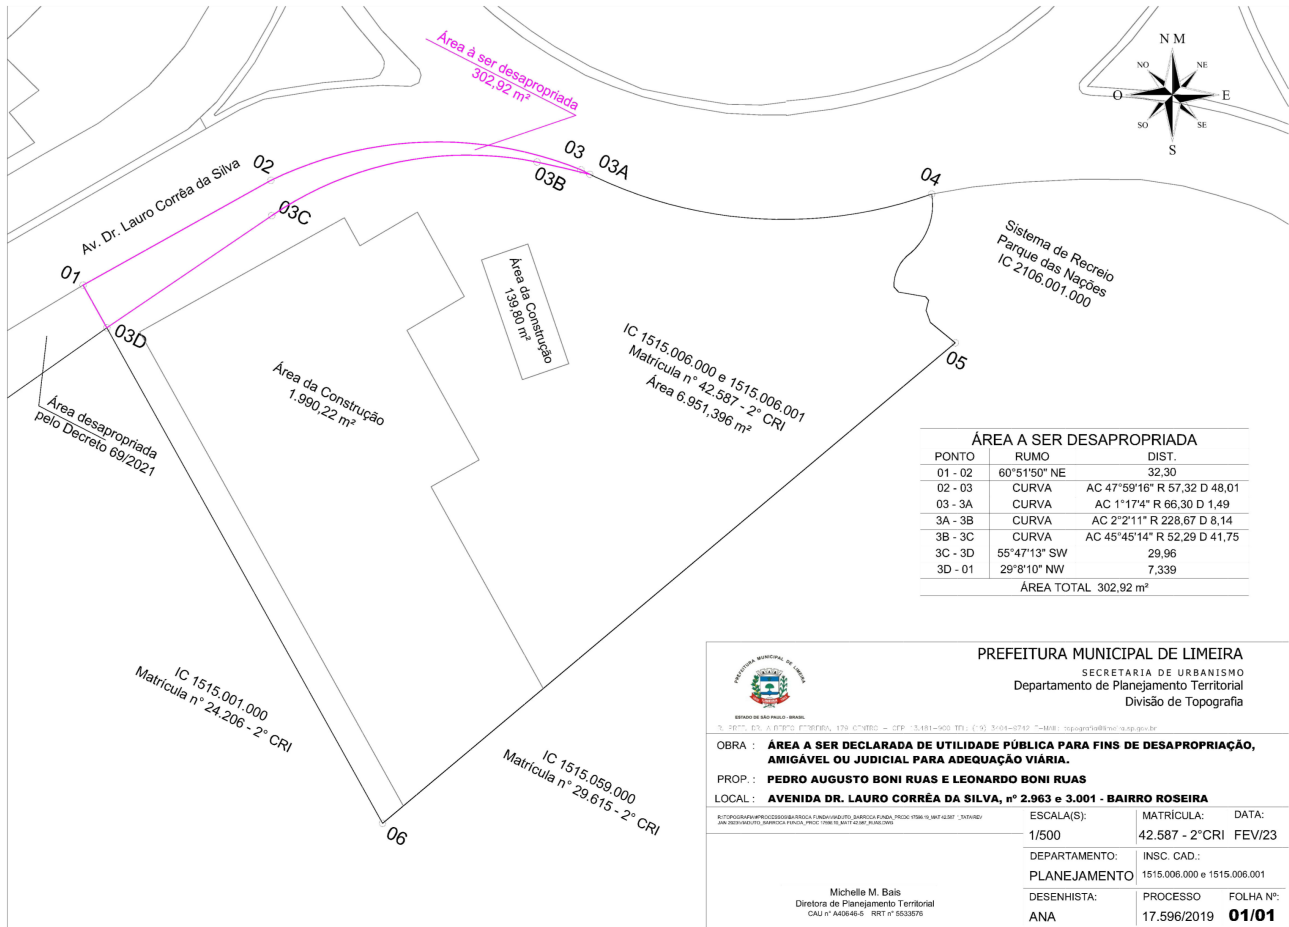 Área à ser desapropriada
302,92 m²
N M
NO
NE
O
E
SO
SE
S
Av. Dr. Lauro Corrêa da Silva
02
03
03A
03B
04
03C
01
03D
Sistema de Recreio
Parque das Nações
IC 2106.001.000
Área da Construção
139,80 m²
IC 1515.006.000 e 1515.006.001
Matrícula n° 42.587 - 2° CRI
Área 6.951,396 m²
05
Área da Construção
1.990,22 m²
Área desapropriada
pelo Decreto 69/2021
ÁREA A SER DESAPROPRIADA
PONTO RUMO DIST.
01 - 02 60°51'50" NE 32,30
02 - 03 CURVA AC 47°59'16" R 57,32 D 48,01
03 - 3A CURVA AC 1°17'4" R 66,30 D 1,49
3A - 3B CURVA AC 2°2'11" R 228,67 D 8,14
3B - 3C CURVA AC 45°45'14" R 52,29 D 41,75
3C - 3D 55°47'13" SW 29,96
3D - 01 29°8'10" NW 7,339
ÁREA TOTAL 302,92 m²
IC 1515.001.000
Matrícula n° 24.206 - 2° CRI
IC 1515.059.000
Matrícula n° 29.615 - 2° CRI
06
PREFEITURA MUNICIPAL DE LIMEIRA
ESTADO DE SÃO PAULO - BRASIL
PREFEITURA MUNICIPAL DE LIMEIRA
SECRETARIA DE URBANISMO
Departamento de Planejamento Territorial
Divisão de Topografia
OBRA : ÁREA A SER DECLARADA DE UTILIDADE PÚBLICA PARA FINS DE DESAPROPRIAÇÃO,
AMIGÁVEL OU JUDICIAL PARA ADEQUAÇÃO VIÁRIA.
PROP. : PEDRO AUGUSTO BONI RUAS E LEONARDO BONI RUAS
LOCAL : AVENIDA DR. LAURO CORRÊA DA SILVA, nº 2.963 e 3.001 - BAIRRO ROSEIRA
ESCALA(S): MATRÍCULA: DATA:
1/500 42.587 - 2°CRI FEV/23
DEPARTAMENTO: INSC. CAD.:
PLANEJAMENTO 1515.006.000 e 1515.006.001
DESENHISTA: PROCESSO FOLHA Nº:
ANA 17.596/2019 01/01
Michelle M. Bais
Diretora de Planejamento Territorial
CAU n° A40646-5 RRT n° 5533576